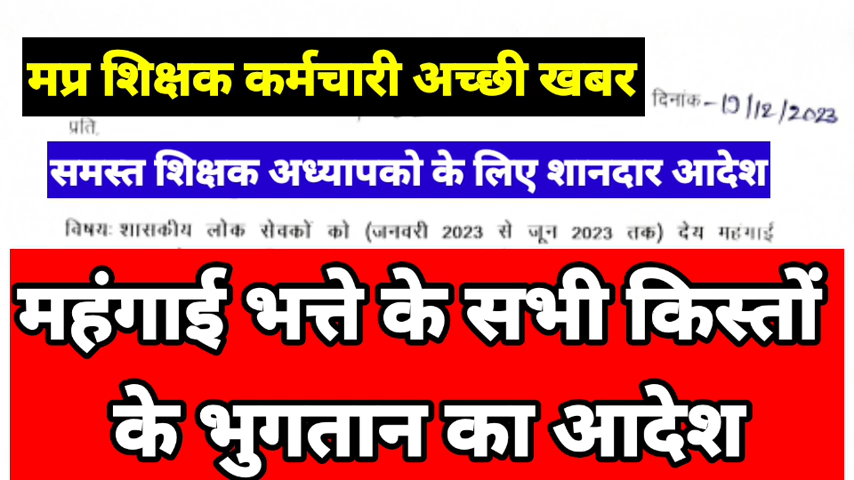 मप्र शिक्षक कर्मचारी अच्छी खबर
दिनांक-19/12/2023
प्रति,
समस्त शिक्षक अध्यापको के लिए शानदार आदेश
विषयः शासकीय लोक सेवकों को (जनवरी 2023 से जून 2023 तक) देय महंगाई
महंगाई भत्ते के सभी किस्तों
के भुगतान का आदेश